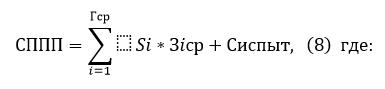 СППП = ∑_{i=1}^{Гср} ⬚ Si * Зiср + Сиспыт, (8) где: